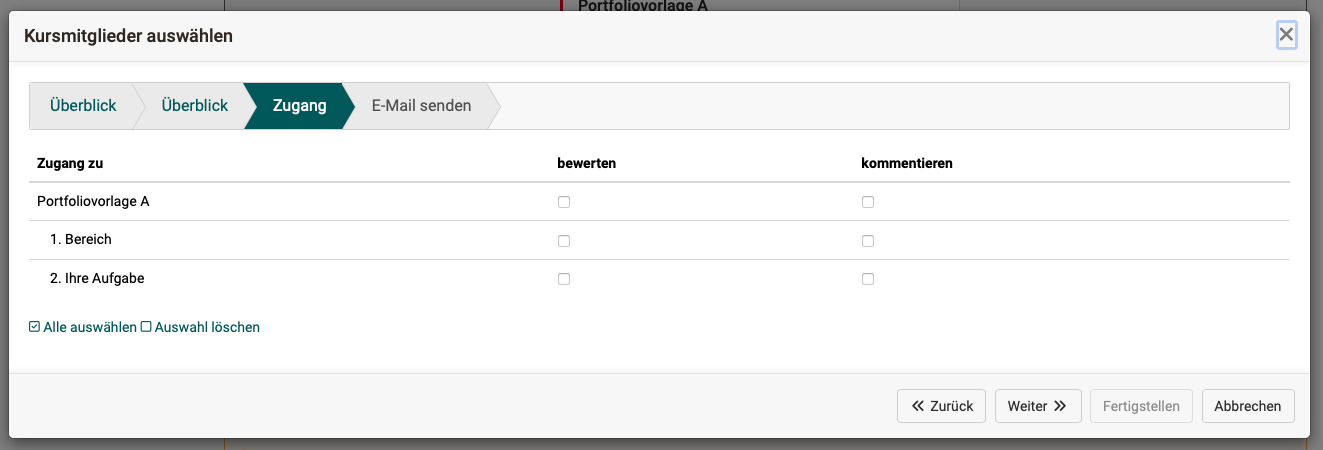 Portfoliovorlage A
Kursmitglieder auswählen
Überblick Überblick Zugang E-Mail senden
Zugang zu bewerten kommentieren
Portfoliovorlage A
1. Bereich
2. Ihre Aufgabe
Alle auswählen Auswahl löschen
Zurück Weiter Fertigstellen Abbrechen